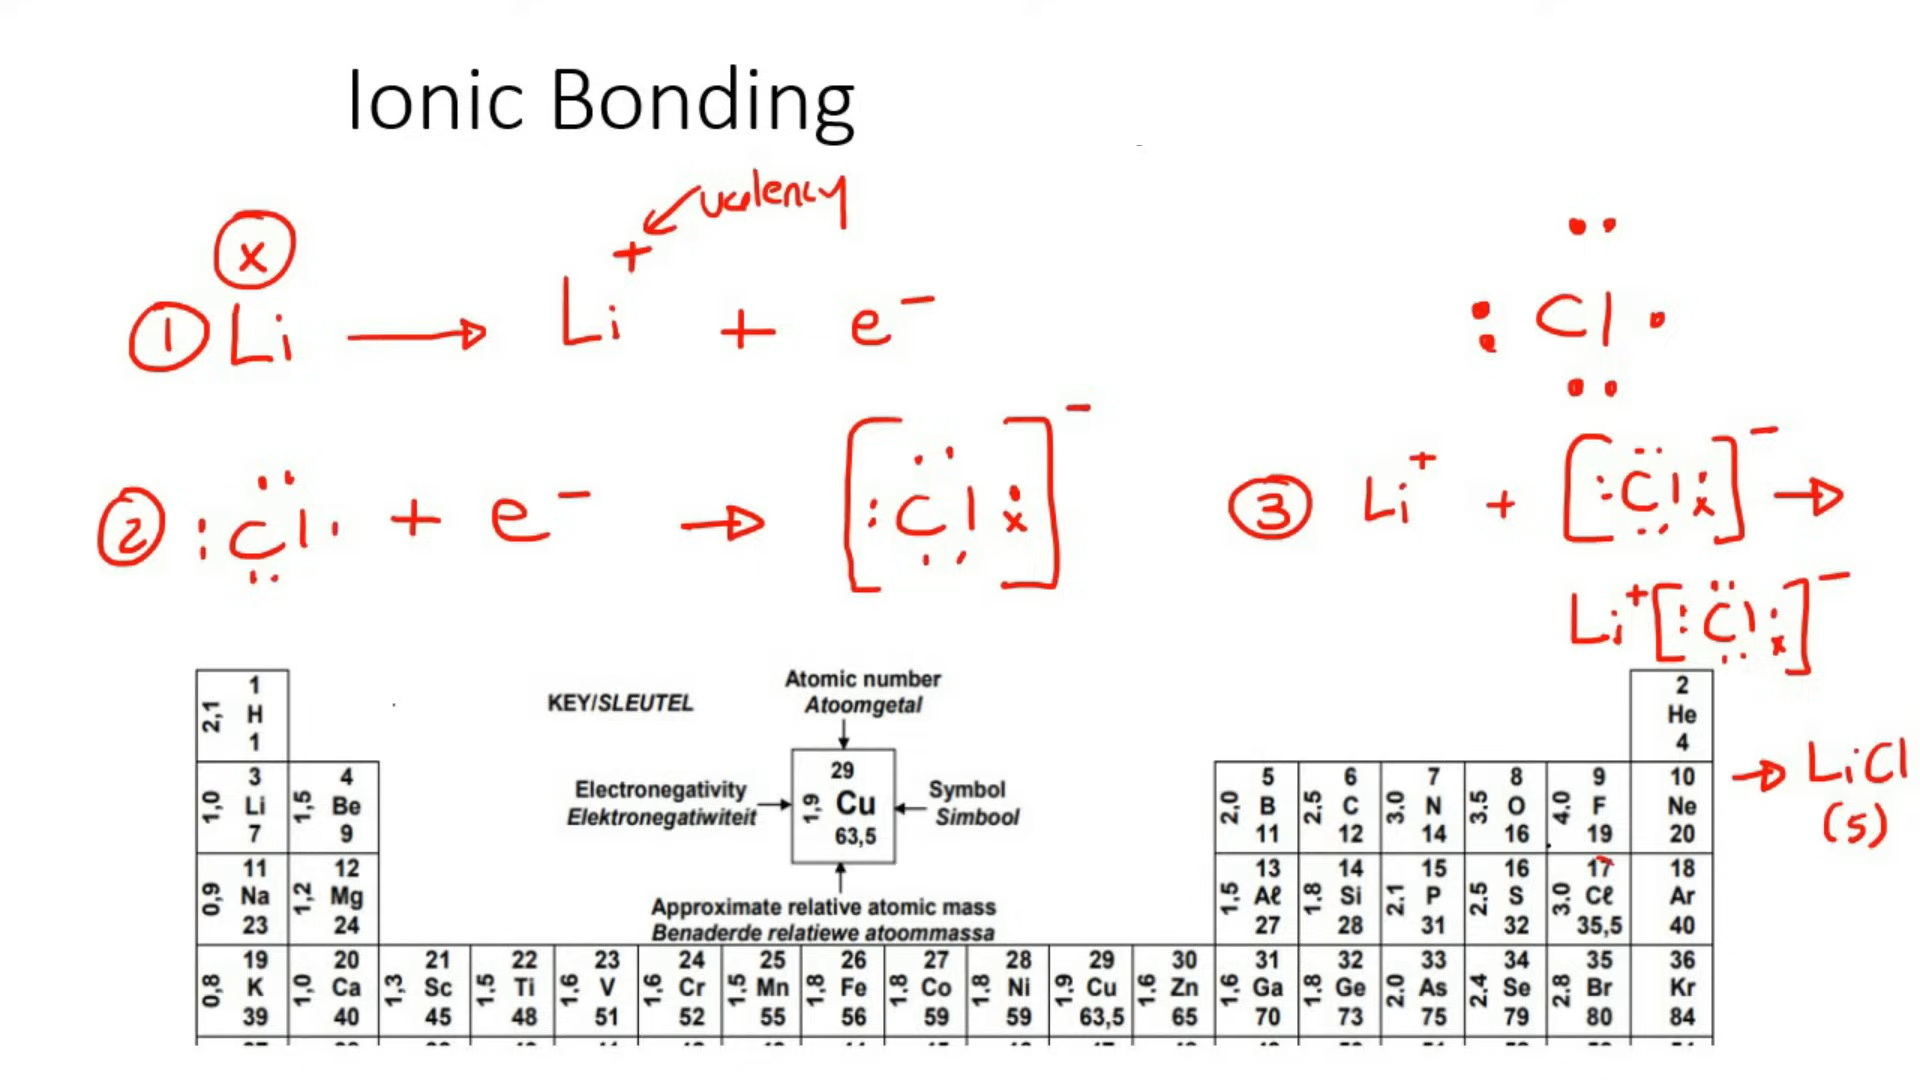 Ionic Bonding
valency
x
① Li → Li⁺ + e⁻
Cl
② Cl + e⁻ → [Cl x]⁻
③ Li⁺ + [Cl x]⁻ →
Li⁺ [Cl x]⁻
→ LiCl
(s)
KEY/SLEUTEL
Atomic number
Atoomgetal
Electronegativity
Elektronegatiwiteit
29
1,9 Cu
63,5
Symbol
Simbool
Approximate relative atomic mass
Benaderde relatiewe atoommassa
1 2
2,1 H He
1 4
3 4 5 6 7 8 9 10
1,0 Li 1,5 Be 2,0 B 2,5 C 3,0 N 3,5 O 4,0 F Ne
7 9 11 12 14 16 19 20
11 12 13 14 15 16 17 18
0,9 Na 1,2 Mg 1,5 Aℓ 1,8 Si 2,1 P 2,5 S 3,0 Cℓ Ar
23 24 27 28 31 32 35,5 40
19 20 21 22 23 24 25 26 27 28 29 30 31 32 33 34 35 36
0,8 K 1,0 Ca 1,3 Sc 1,5 Ti 1,6 V 1,6 Cr 1,5 Mn 1,8 Fe 1,8 Co 1,8 Ni 1,9 Cu 1,6 Zn 1,6 Ga 1,8 Ge 2,0 As 2,4 Se 2,8 Br Kr
39 40 45 48 51 52 55 56 59 59 63,5 65 70 73 75 79 80 84